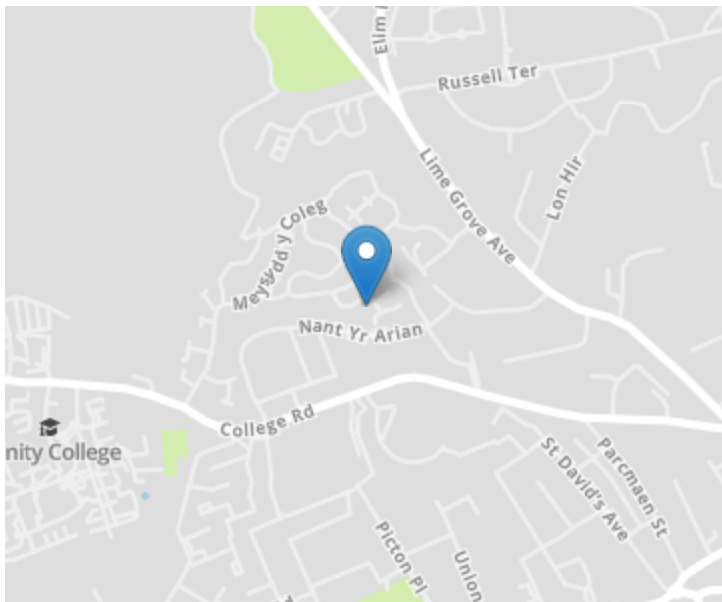 Elim
Russell Ter
Lime Grove Ave
Lon Hir
Meysydd y Coleg
Nant Yr Arian
College Rd
nity College
St David's Ave
Parcmaen St
Picton Pl
Union